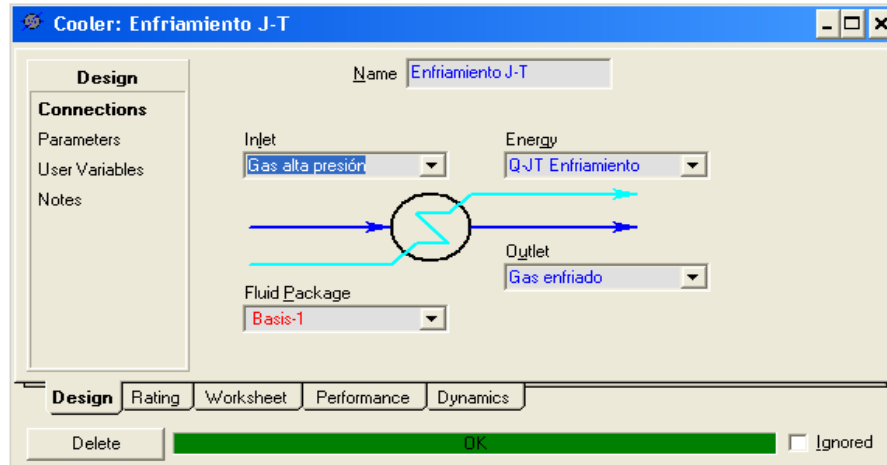 Cooler: Enfriamiento J-T
Design
Connections
Parameters
User Variables
Notes
Name Enfriamiento J-T
Inlet
Gas alta presión
Energy
Q-JT Enfriamiento
Outlet
Gas enfriado
Fluid Package
Basis-1
Design Rating Worksheet Performance Dynamics
Delete OK Ignored